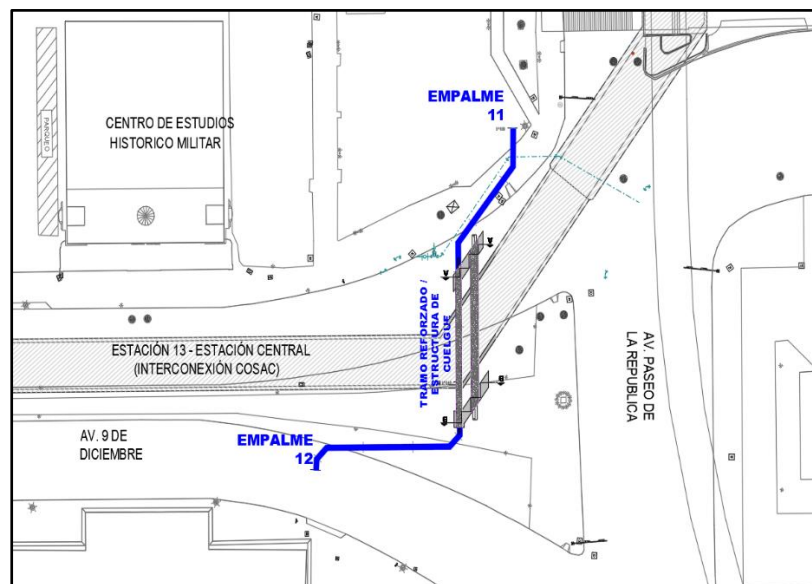 EMPALME
11
PARQUEO
CENTRO DE ESTUDIOS
HISTORICO MILITAR
TRAMO REFORZADO /
ESTRUCTURA DE
CUELGUE
ESTACIÓN 13 - ESTACIÓN CENTRAL
(INTERCONEXIÓN COSAC)
AV. PASEO DE
LA REPUBLICA
AV. 9 DE
DICIEMBRE
EMPALME
12